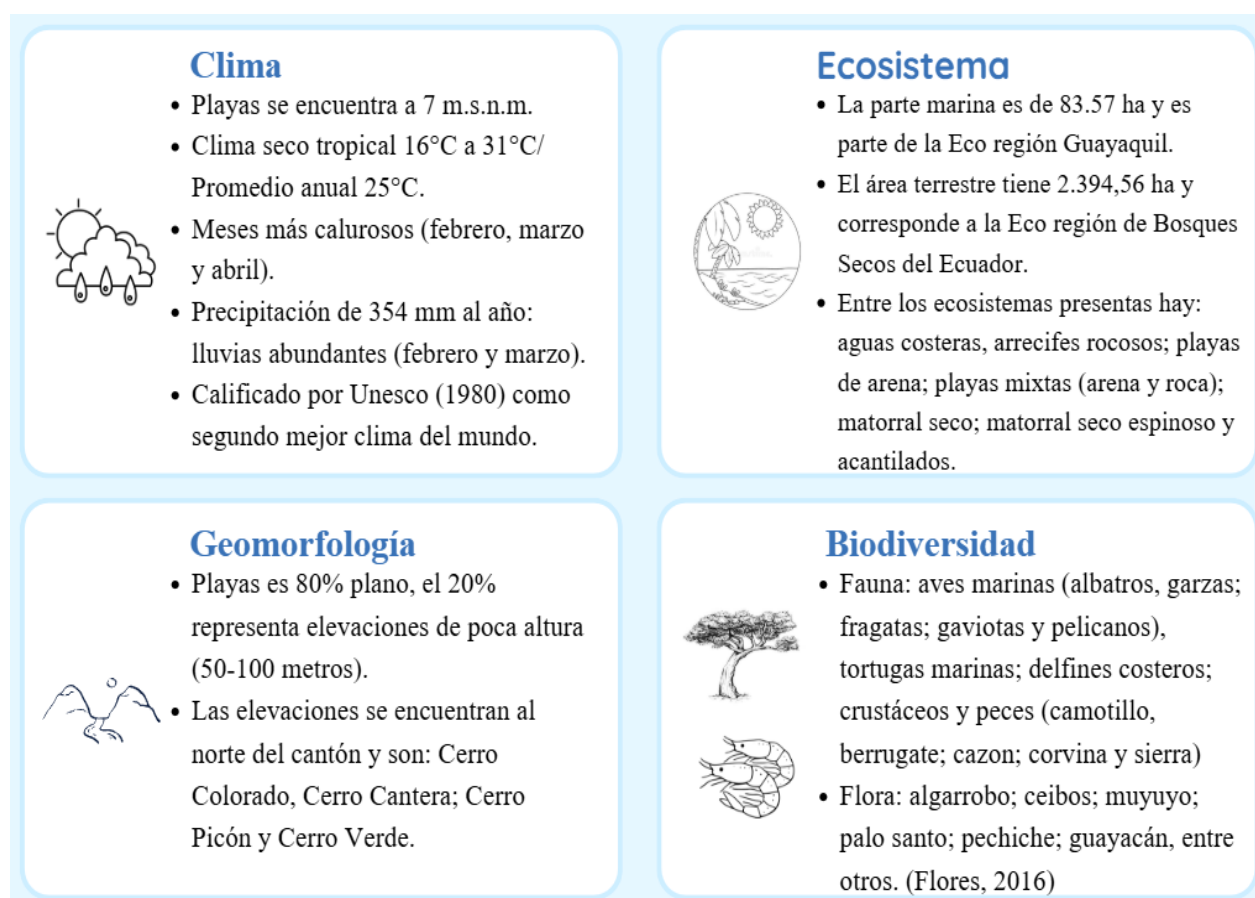 Clima
• Playas se encuentra a 7 m.s.n.m.
• Clima seco tropical 16°C a 31°C/
Promedio anual 25°C.
• Meses más calurosos (febrero, marzo
y abril).
• Precipitación de 354 mm al año:
lluvias abundantes (febrero y marzo).
• Calificado por Unesco (1980) como
segundo mejor clima del mundo.
Ecosistema
• La parte marina es de 83.57 ha y es
parte de la Eco región Guayaquil.
• El área terrestre tiene 2.394,56 ha y
corresponde a la Eco región de Bosques
Secos del Ecuador.
• Entre los ecosistemas presentas hay:
aguas costeras, arrecifes rocosos; playas
de arena; playas mixtas (arena y roca);
matorral seco; matorral seco espinoso y
acantilados.
Geomorfología
• Playas es 80% plano, el 20%
representa elevaciones de poca altura
(50-100 metros).
• Las elevaciones se encuentran al
norte del cantón y son: Cerro
Colorado, Cerro Cantera; Cerro
Picón y Cerro Verde.
Biodiversidad
• Fauna: aves marinas (albatros, garzas;
fragatas; gaviotas y pelicanos),
tortugas marinas; delfines costeros;
crustáceos y peces (camotillo,
berrugate; cazon; corvina y sierra)
• Flora: algarrobo; ceibos; muyuyo;
palo santo; pechiche; guayacán, entre
otros. (Flores, 2016)